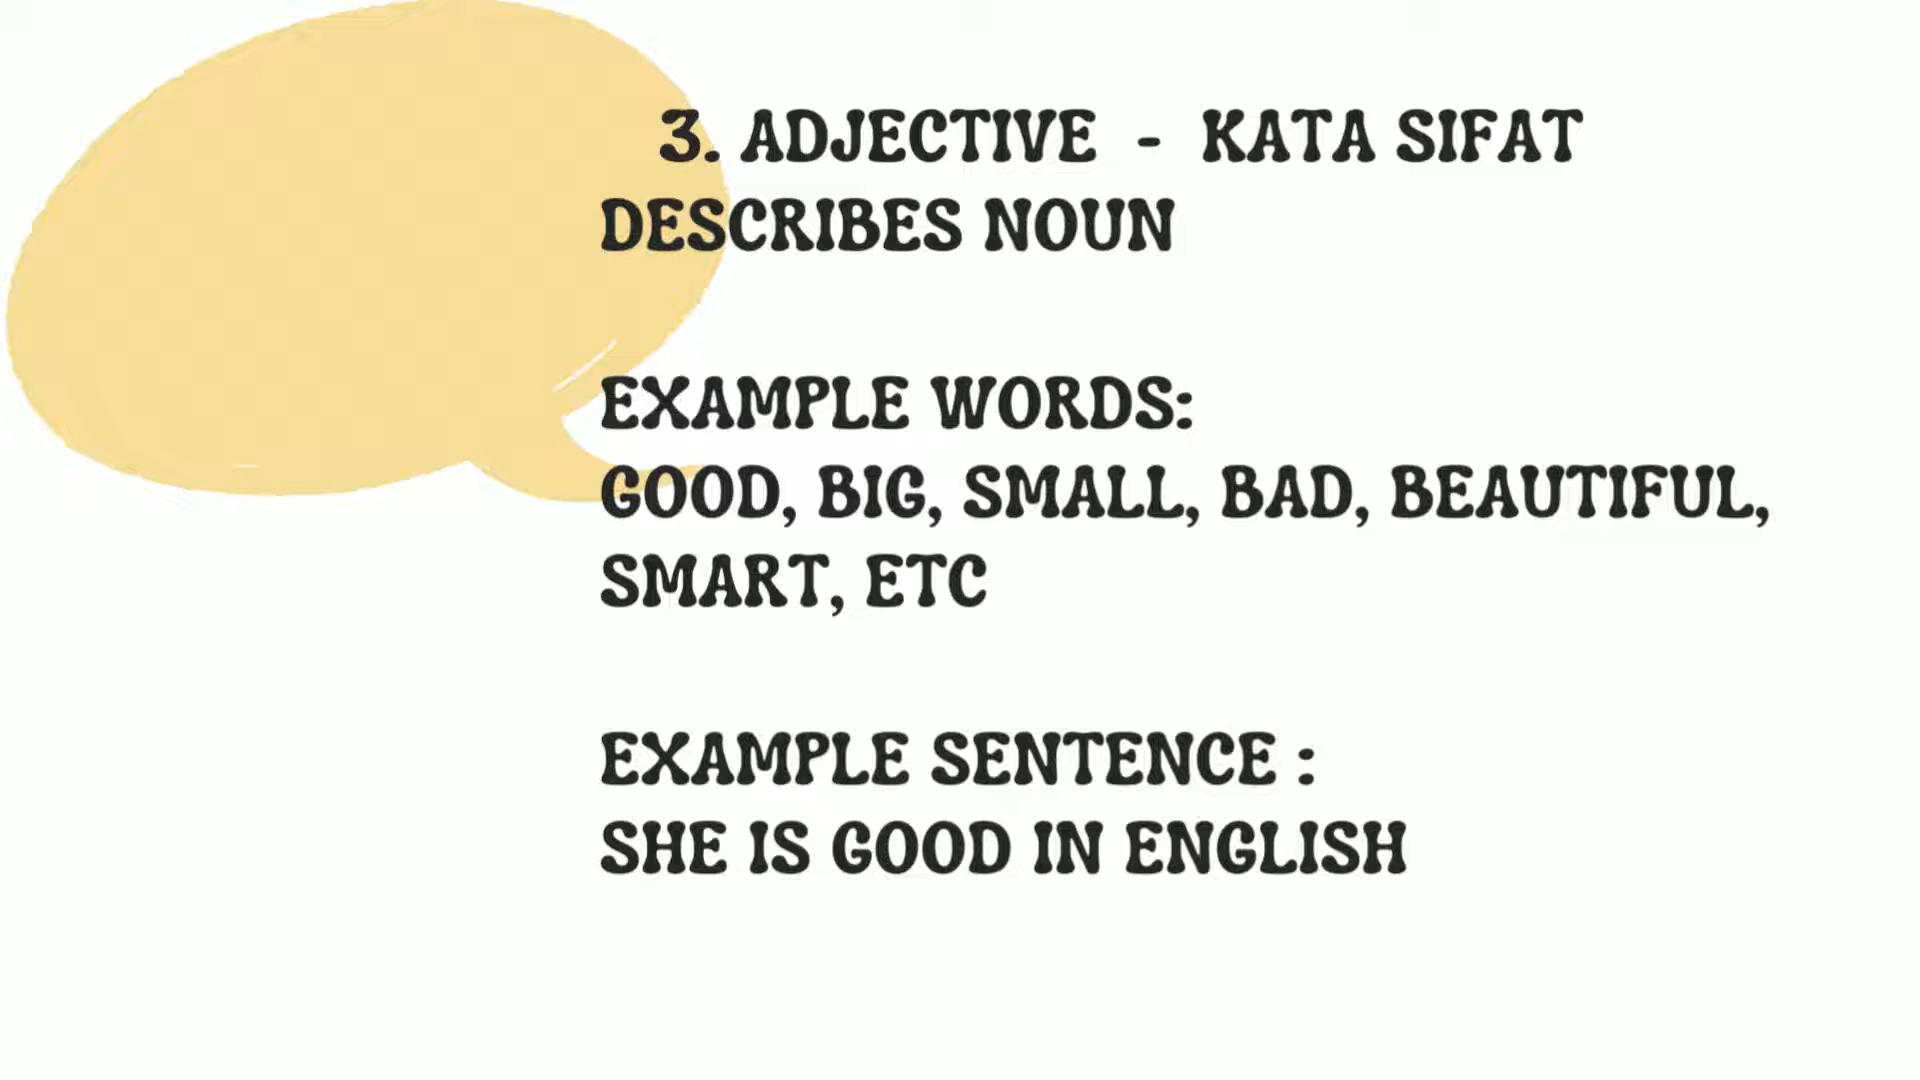 3. ADJECTIVE - KATA SIFAT
DESCRIBES NOUN
EXAMPLE WORDS:
GOOD, BIG, SMALL, BAD, BEAUTIFUL,
SMART, ETC
EXAMPLE SENTENCE :
SHE IS GOOD IN ENGLISH